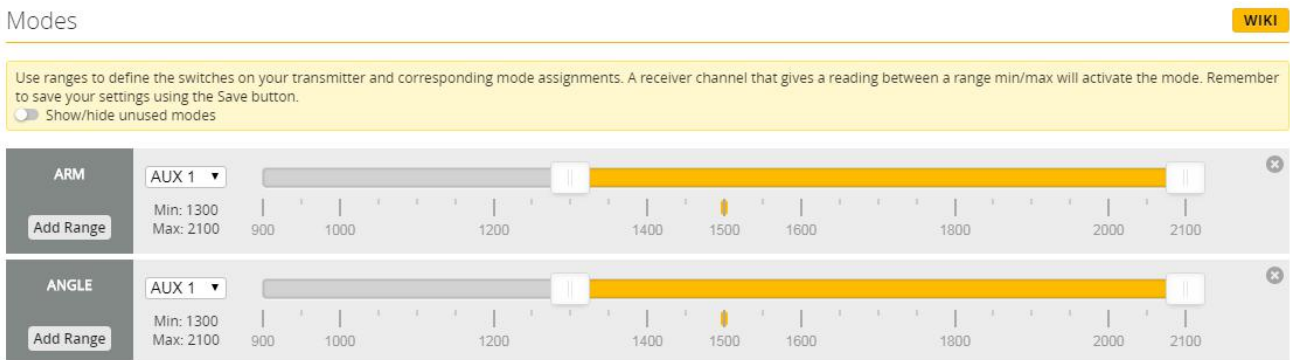 Modes
WIKI
Use ranges to define the switches on your transmitter and corresponding mode assignments. A receiver channel that gives a reading between a range min/max will activate the mode. Remember
to save your settings using the Save button.
Show/hide unused modes
ARM
AUX 1
Min: 1300
Max: 2100
Add Range
900 1000 1200 1400 1500 1600 1800 2000 2100
ANGLE
AUX 1
Min: 1300
Max: 2100
Add Range
900 1000 1200 1400 1500 1600 1800 2000 2100